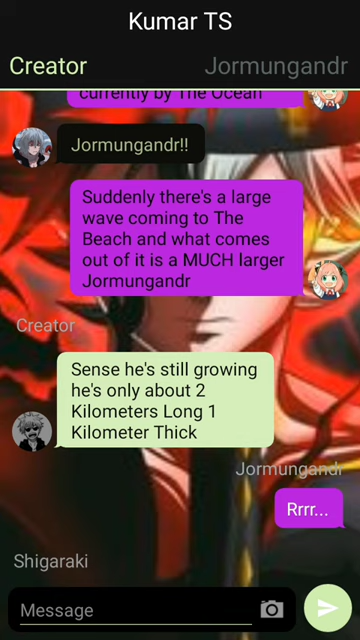 Kumar TS
Creator
Jormungandr
currently by The Ocean
Jormungandr!!
Suddenly there's a large
wave coming to The
Beach and what comes
out of it is a MUCH larger
Jormungandr
Creator
Sense he's still growing
he's only about 2
Kilometers Long 1
Kilometer Thick
Jormungandr
Rrrr...
Shigaraki
Message